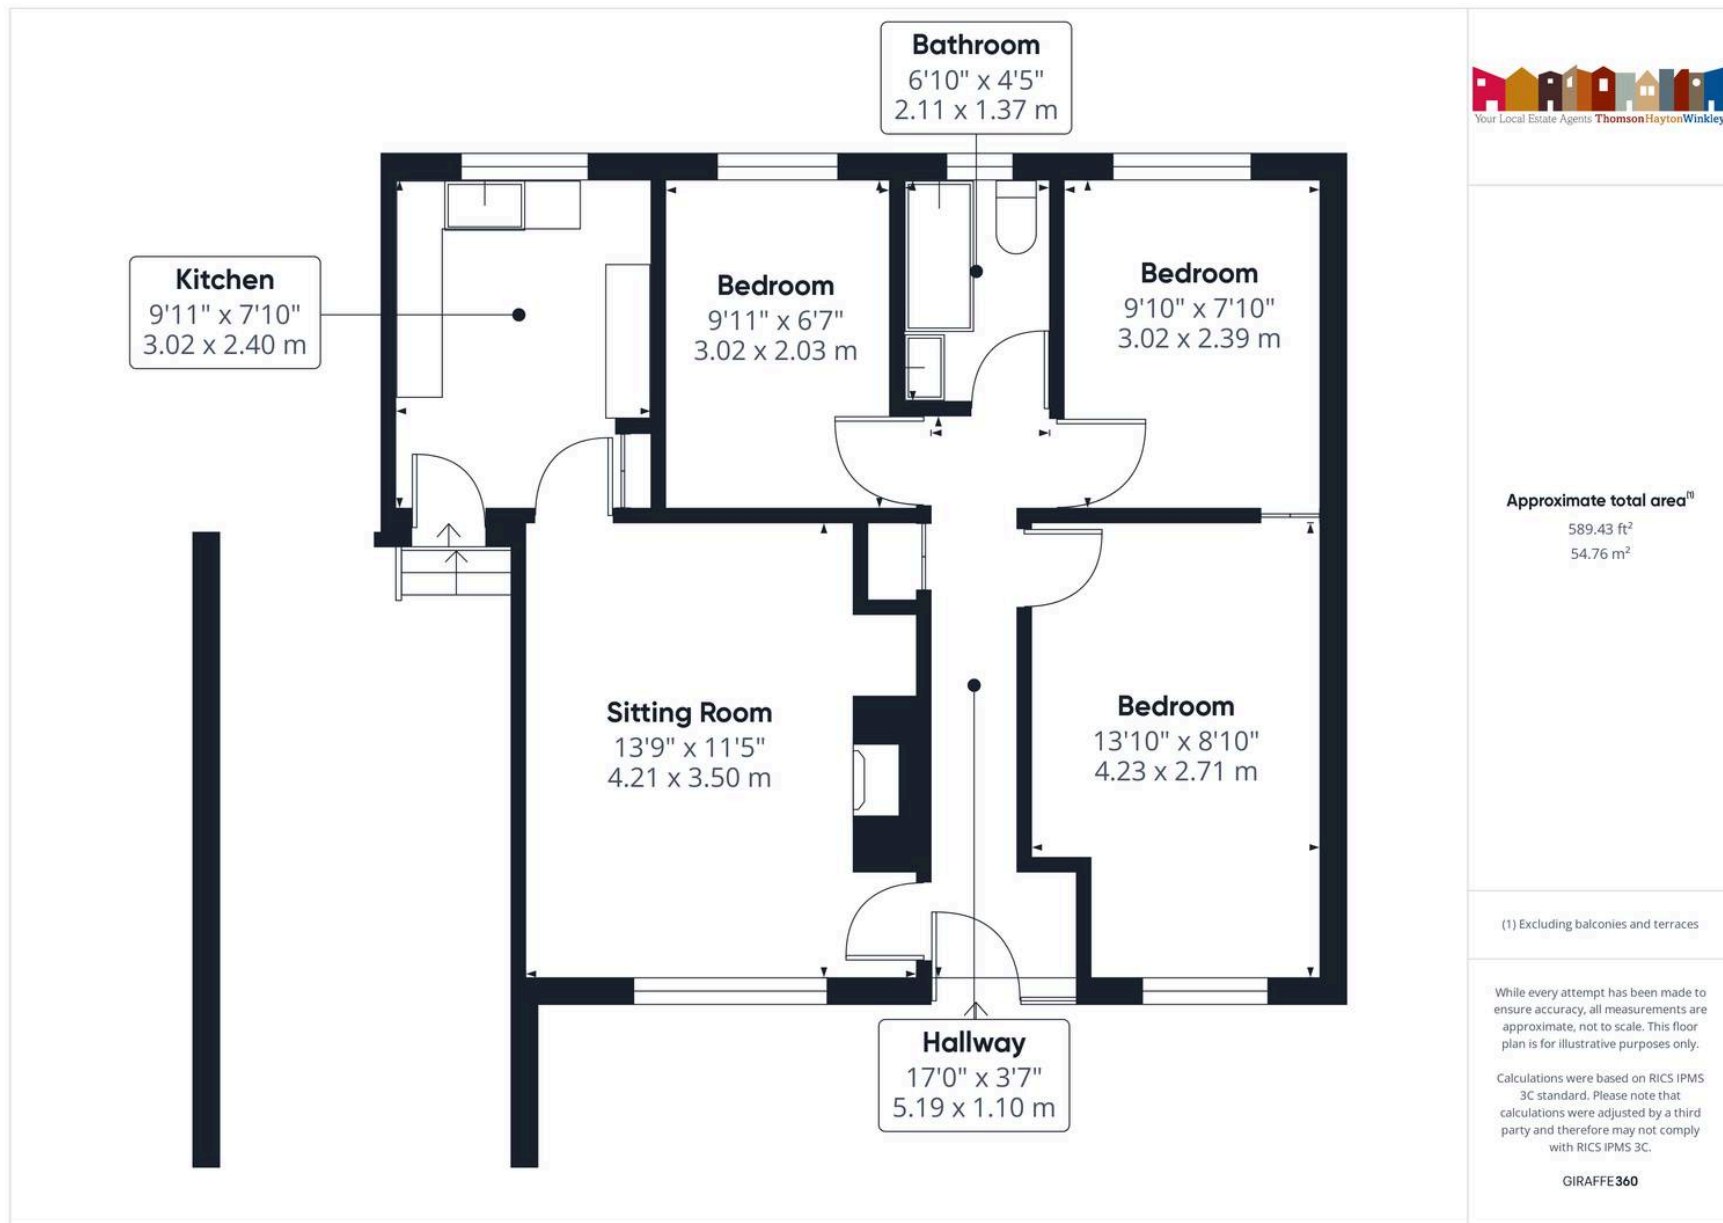 Bathroom
6'10" x 4'5"
2.11 x 1.37 m
Kitchen
9'11" x 7'10"
3.02 x 2.40 m
Bedroom
9'11" x 6'7"
3.02 x 2.03 m
Bedroom
9'10" x 7'10"
3.02 x 2.39 m
Sitting Room
13'9" x 11'5"
4.21 x 3.50 m
Bedroom
13'10" x 8'10"
4.23 x 2.71 m
Hallway
17'0" x 3'7"
5.19 x 1.10 m
Your Local Estate Agents ThomsonHaytonWinkley
Approximate total area(1)
589.43 ft²
54.76 m²
(1) Excluding balconies and terraces
While every attempt has been made to
ensure accuracy, all measurements are
approximate, not to scale. This floor
plan is for illustrative purposes only.
Calculations were based on RICS IPMS
3C standard. Please note that
calculations were adjusted by a third
party and therefore may not comply
with RICS IPMS 3C.
GIRAFFE360